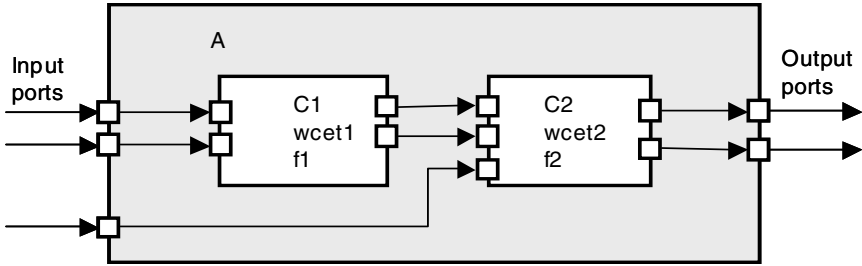 A
Input
ports
Output
ports
C1
wcet1
f1
C2
wcet2
f2